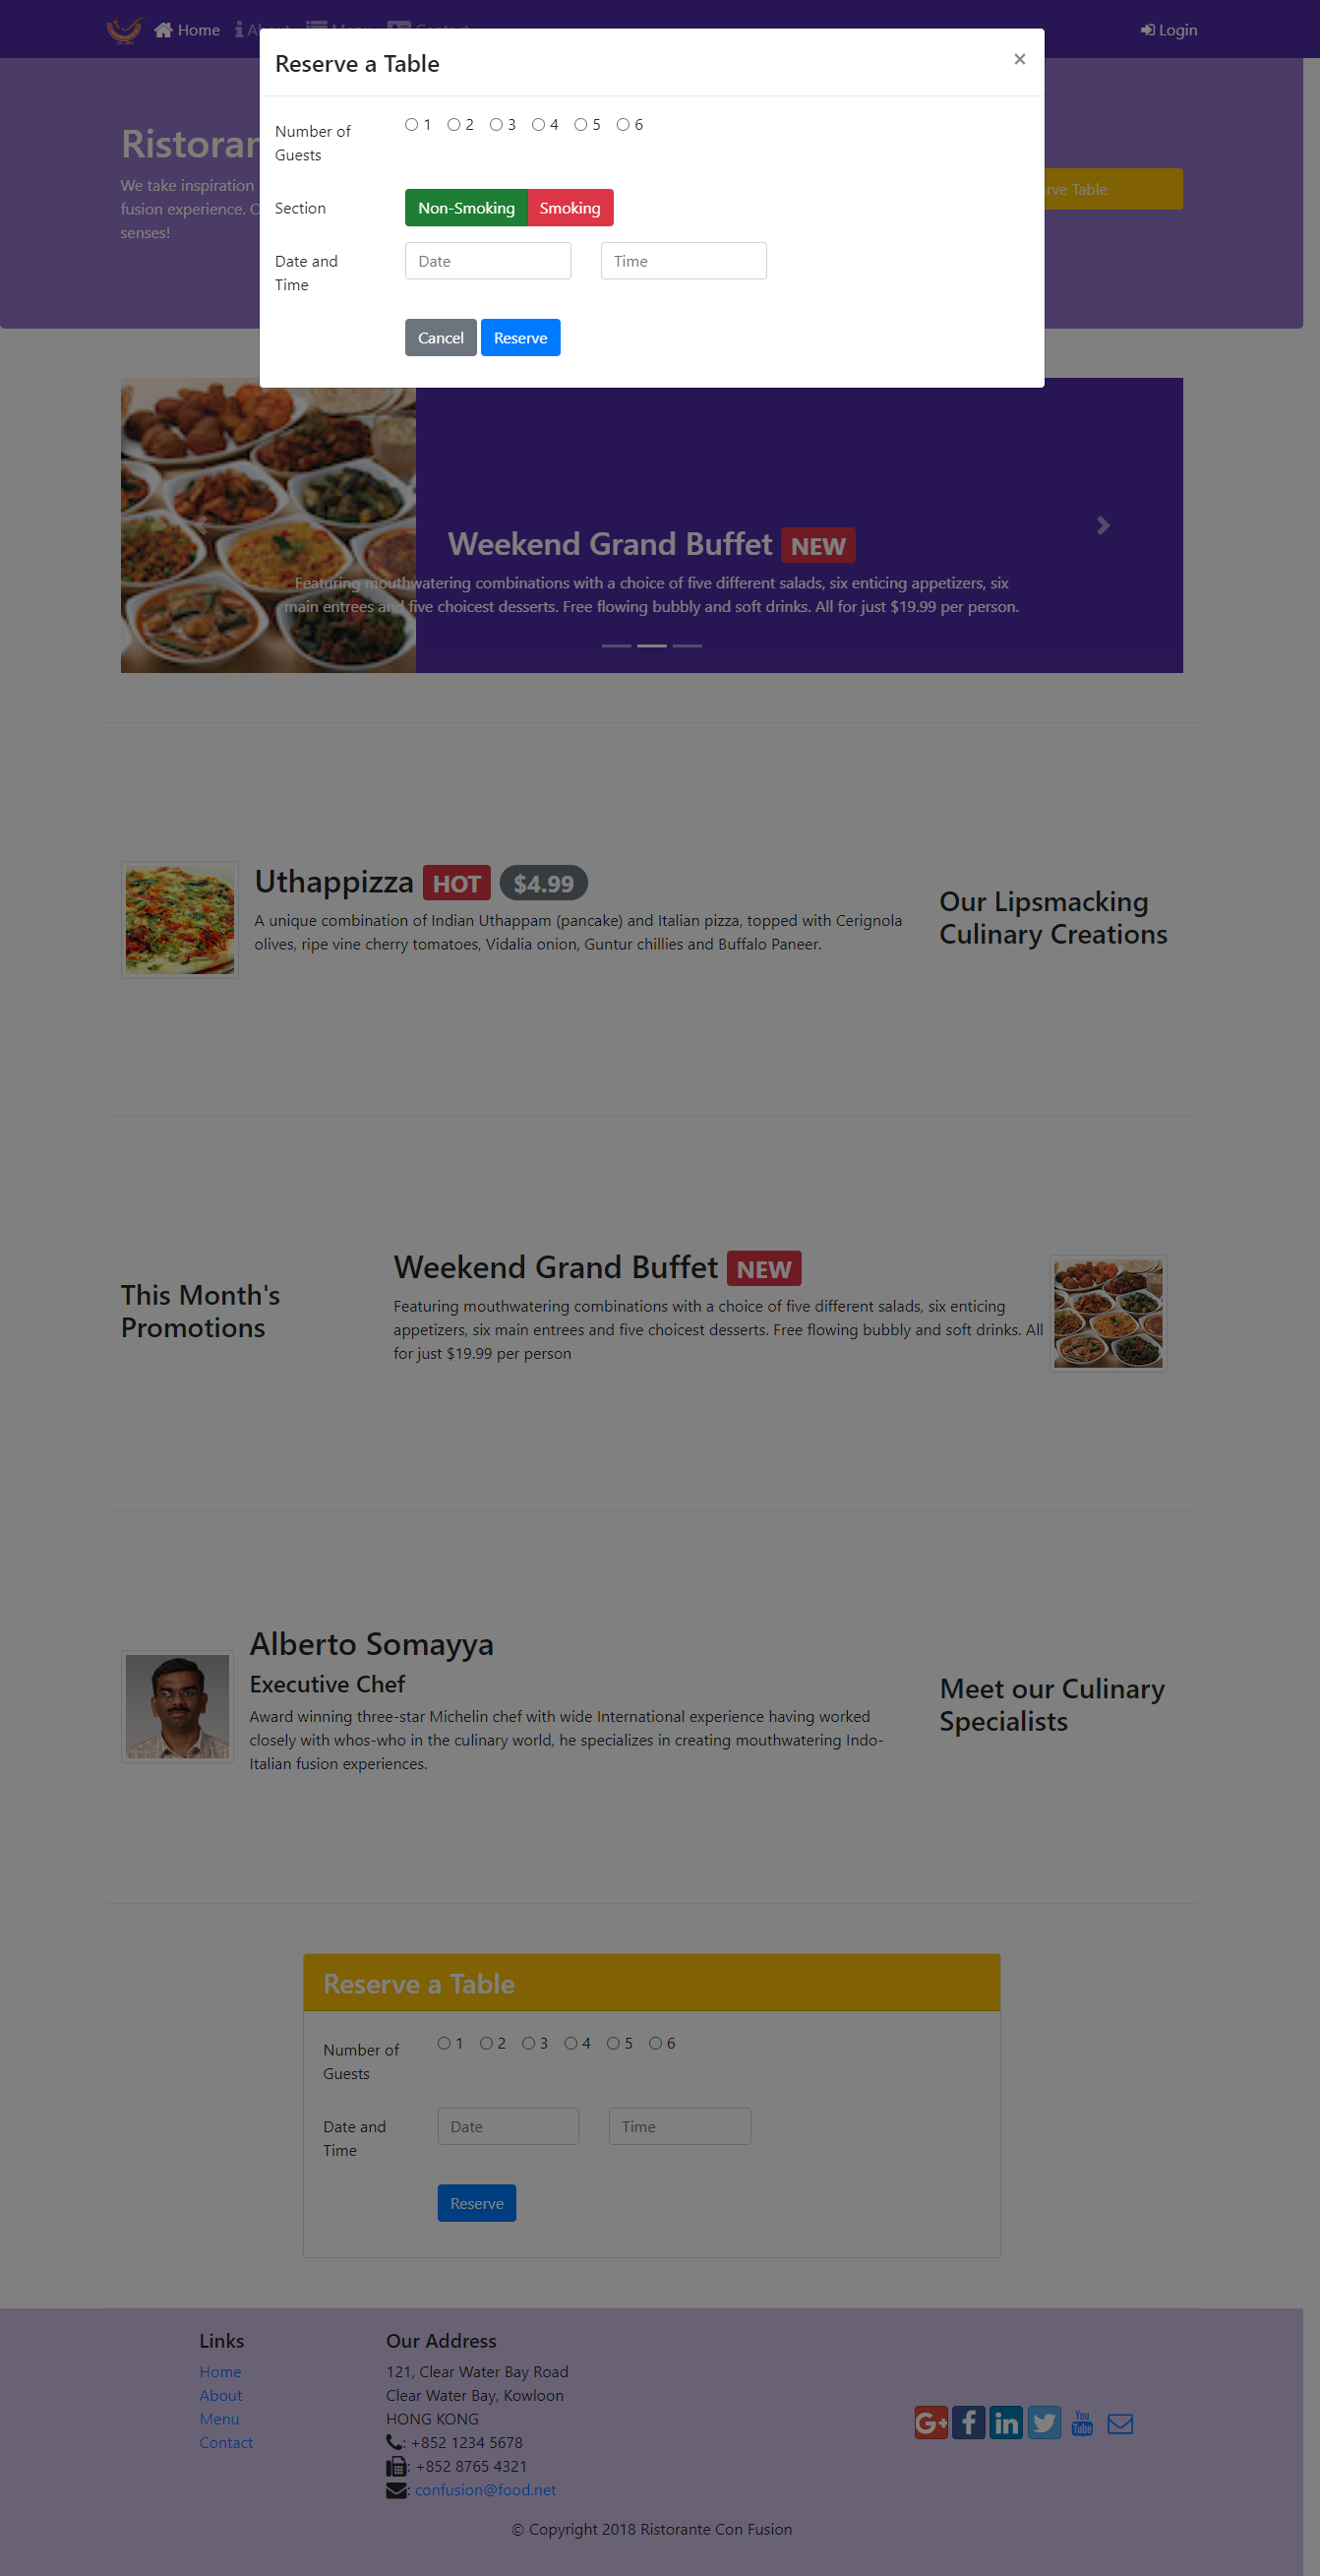 Home
Login
Reserve a Table
×
Number of
Guests
1 2 3 4 5 6
Section
Non-Smoking Smoking
Date and
Time
Date
Time
Cancel Reserve
We take inspiration
fusion experience.
senses!
Table
Weekend Grand Buffet NEW
Featuring mouthwatering combinations with a choice of five different salads, six enticing appetizers, six
main entrees and five choicest desserts. Free flowing bubbly and soft drinks. All for just $19.99 per person.
Uthappizza HOT $4.99
A unique combination of Indian Uthappam (pancake) and Italian pizza, topped with Cerignola
olives, ripe vine cherry tomatoes, Vidalia onion, Guntur chillies and Buffalo Paneer.
Our Lipsmacking
Culinary Creations
This Month's
Promotions
Weekend Grand Buffet NEW
Featuring mouthwatering combinations with a choice of five different salads, six enticing
appetizers, six main entrees and five choicest desserts. Free flowing bubbly and soft drinks. All
for just $19.99 per person
Alberto Somayya
Executive Chef
Award winning three-star Michelin chef with wide International experience having worked
closely with whos-who in the culinary world, he specializes in creating mouthwatering Indo-
Italian fusion experiences.
Meet our Culinary
Specialists
Reserve a Table
Number of
Guests
1 2 3 4 5 6
Date and
Time
Date
Time
Reserve
Links
Home
About
Menu
Contact
Our Address
121, Clear Water Bay Road
Clear Water Bay, Kowloon
HONG KONG
: +852 1234 5678
: +852 8765 4321
: confusion@food.net
G+ f in You Tube
© Copyright 2018 Ristorante Con Fusion